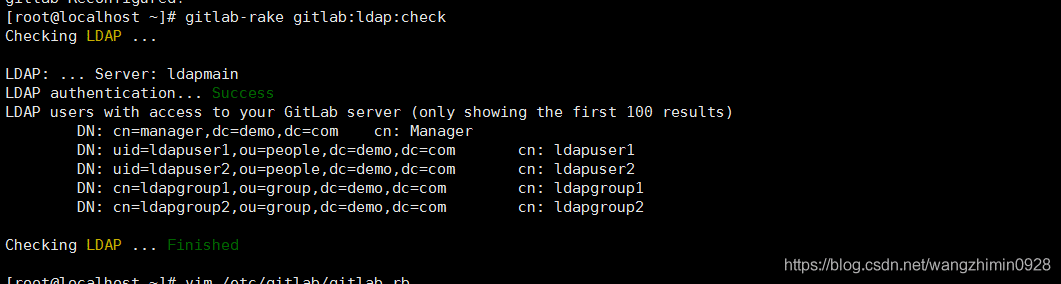 gitlab Reconfigured!
[root@localhost ~]# gitlab-rake gitlab:ldap:check
Checking LDAP ...
LDAP: ... Server: ldapmain
LDAP authentication... Success
LDAP users with access to your GitLab server (only showing the first 100 results)
DN: cn=manager,dc=demo,dc=com cn: Manager
DN: uid=ldapuser1,ou=people,dc=demo,dc=com cn: ldapuser1
DN: uid=ldapuser2,ou=people,dc=demo,dc=com cn: ldapuser2
DN: cn=ldapgroup1,ou=group,dc=demo,dc=com cn: ldapgroup1
DN: cn=ldapgroup2,ou=group,dc=demo,dc=com cn: ldapgroup2
Checking LDAP ... Finished
https://blog.csdn.net/wangzhimin0928
[root@localhost ~]# vim /etc/gitlab/gitlab.rb